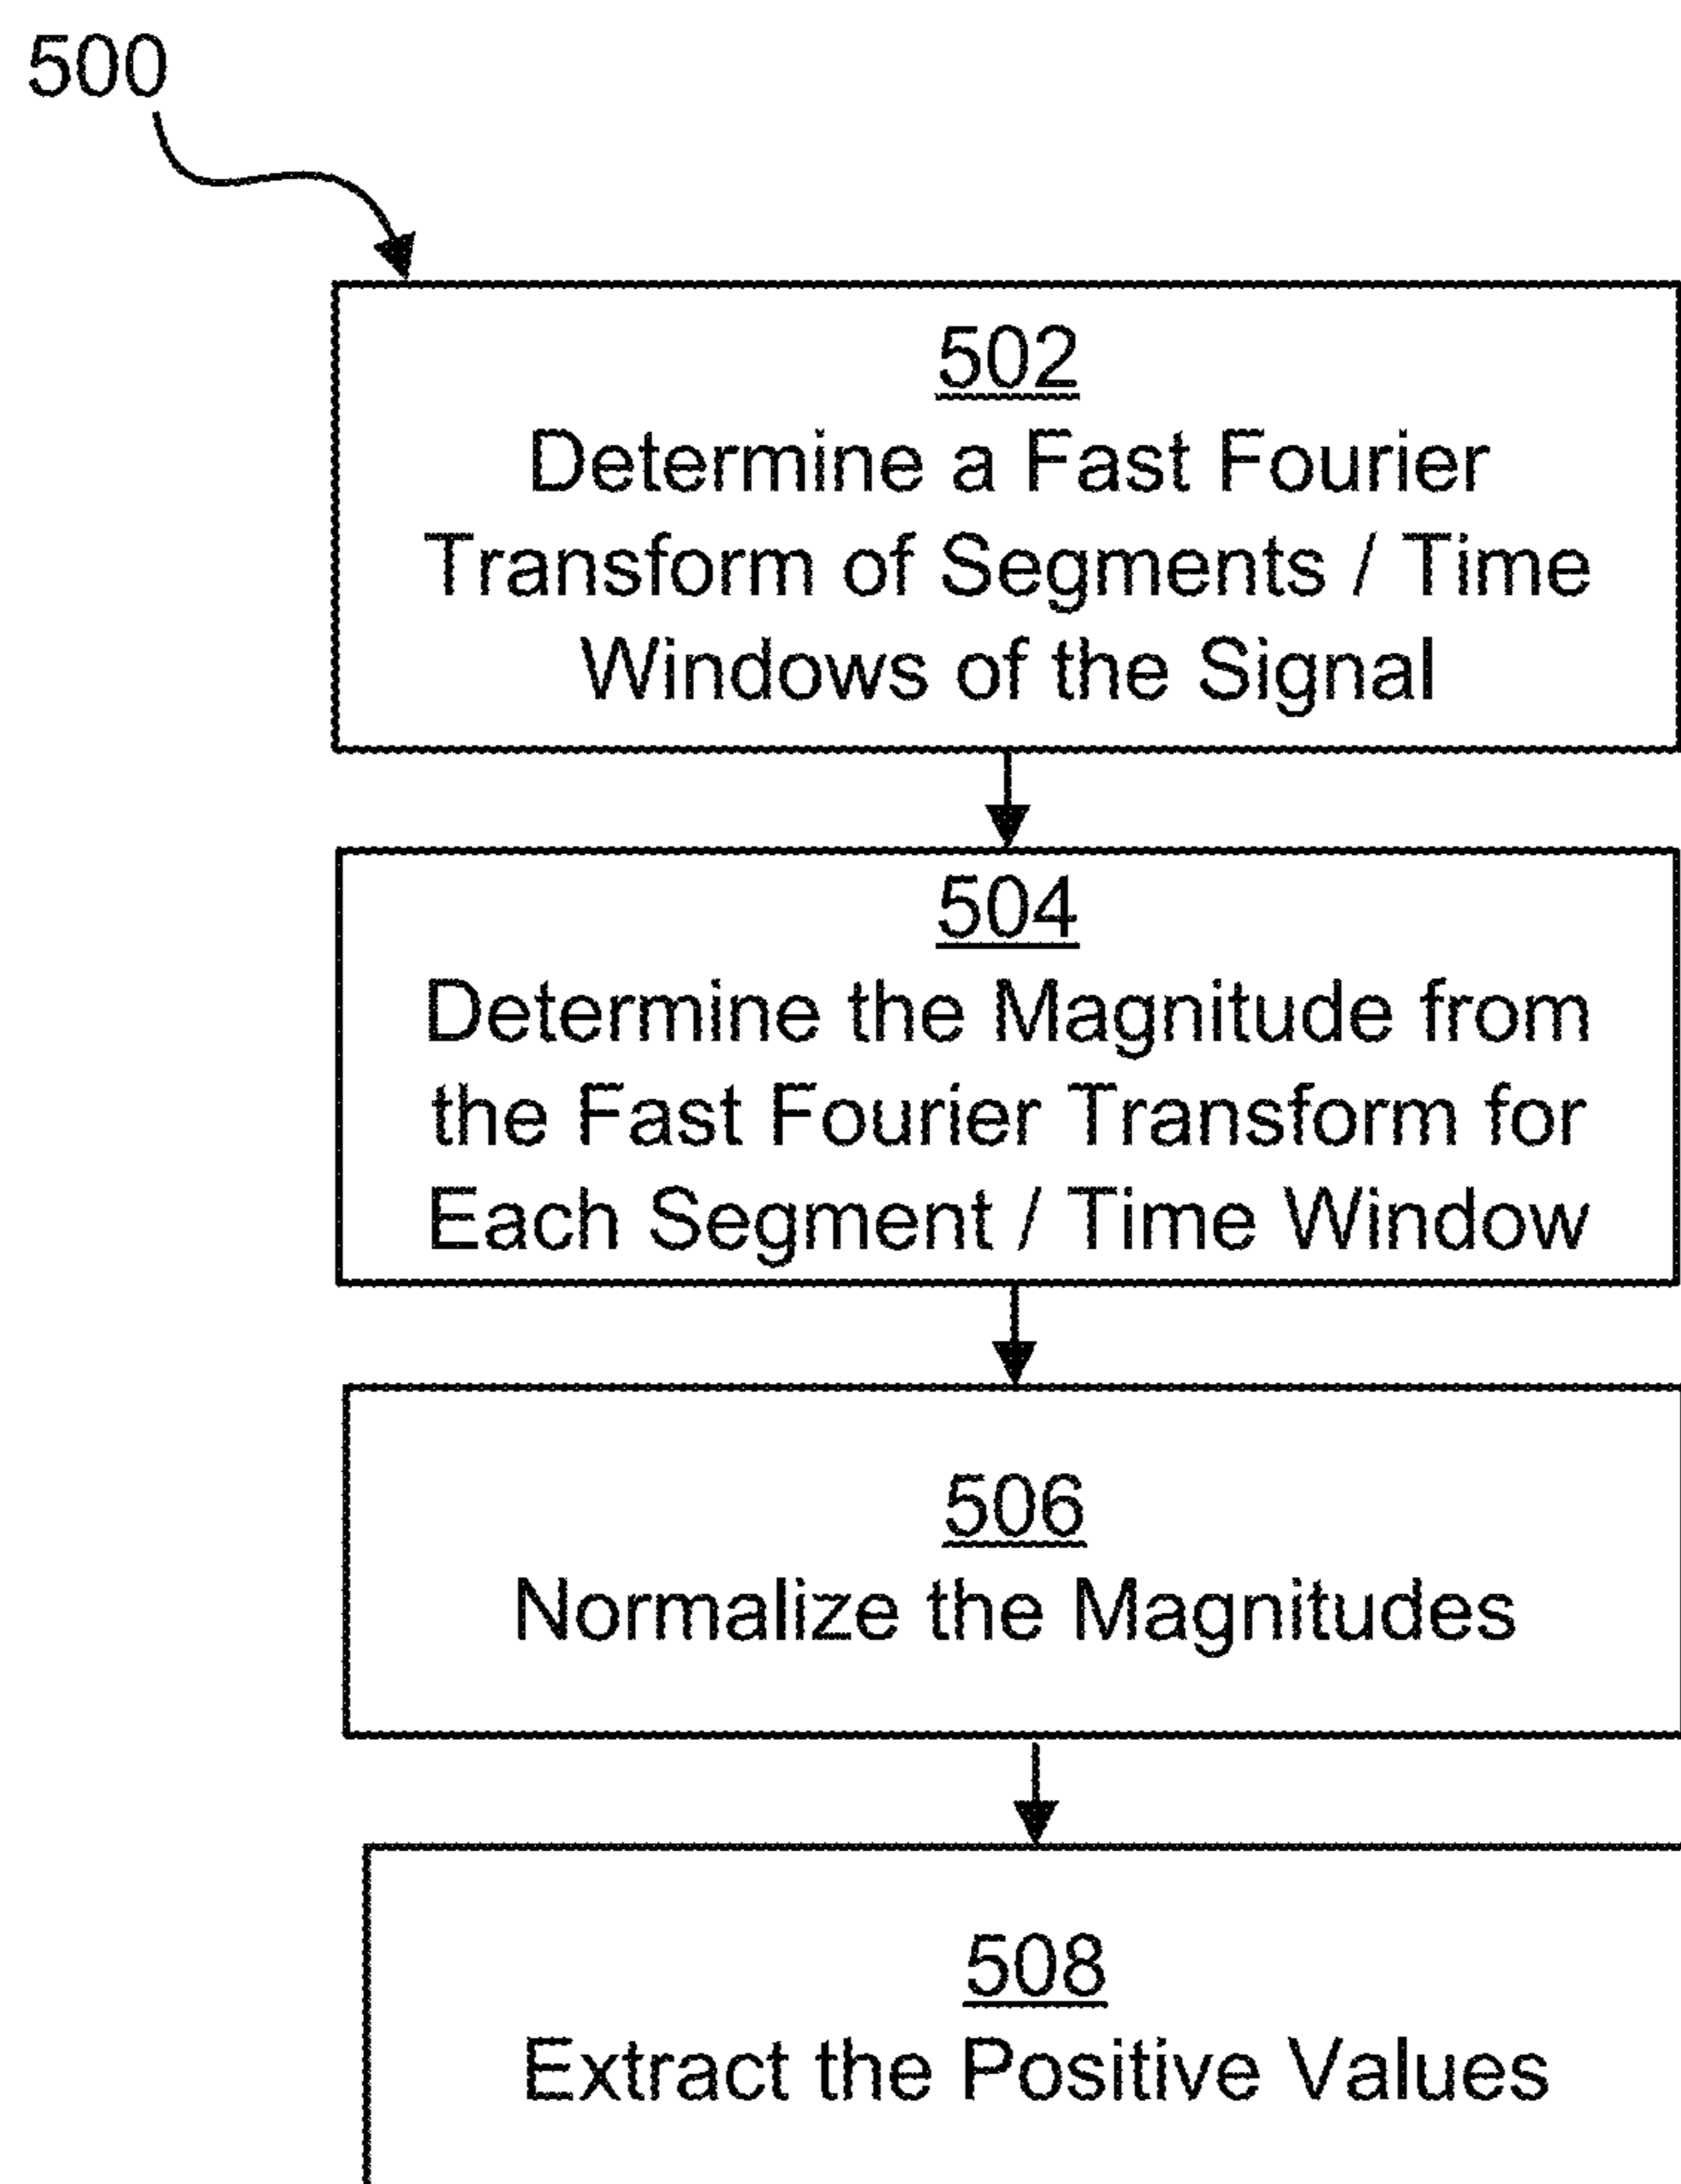 500
502
Determine a Fast Fourier
Transform of Segments / Time
Windows of the Signal
504
Determine the Magnitude from
the Fast Fourier Transform for
Each Segment / Time Window
506
Normalize the Magnitudes
508
Extract the Positive Values